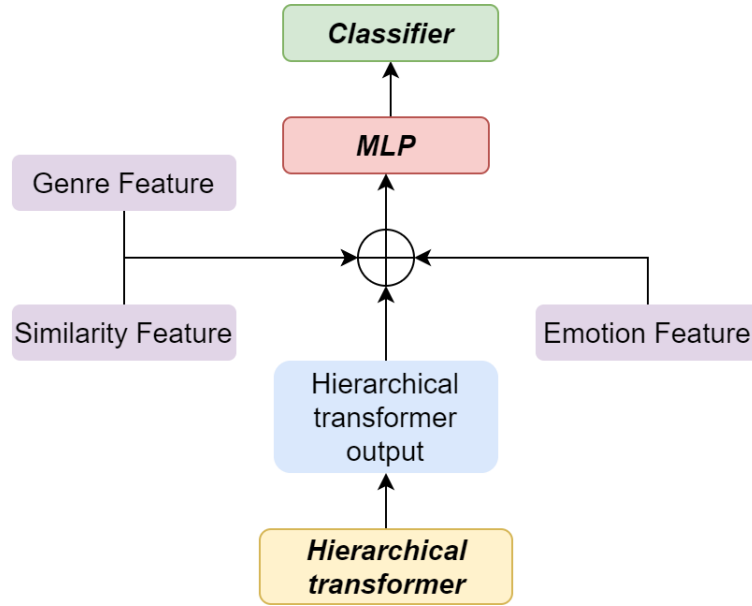 Classifier
MLP
Genre Feature
Similarity Feature
Emotion Feature
Hierarchical
transformer
output
Hierarchical
transformer